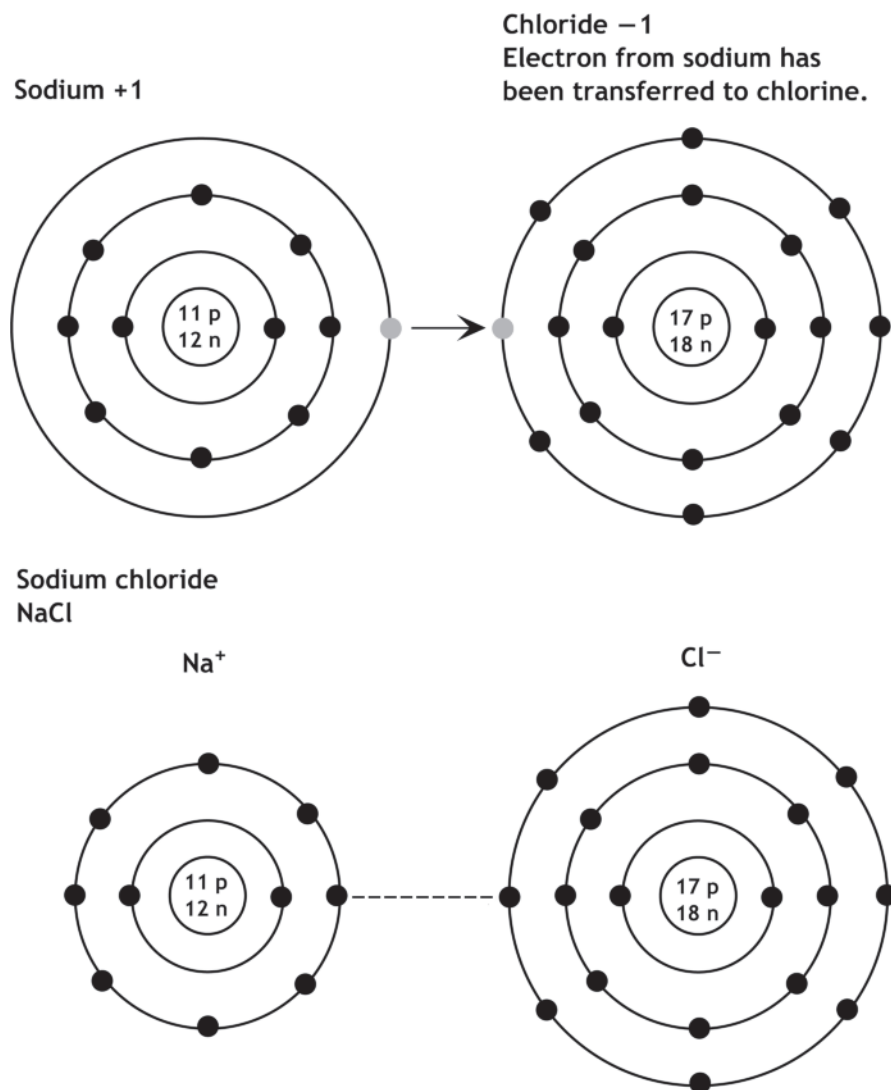 Sodium +1
Chloride −1
Electron from sodium has
been transferred to chlorine.
11 p
12 n
17 p
18 n
Sodium chloride
NaCl
Na⁺
Cl⁻
11 p
12 n
17 p
18 n